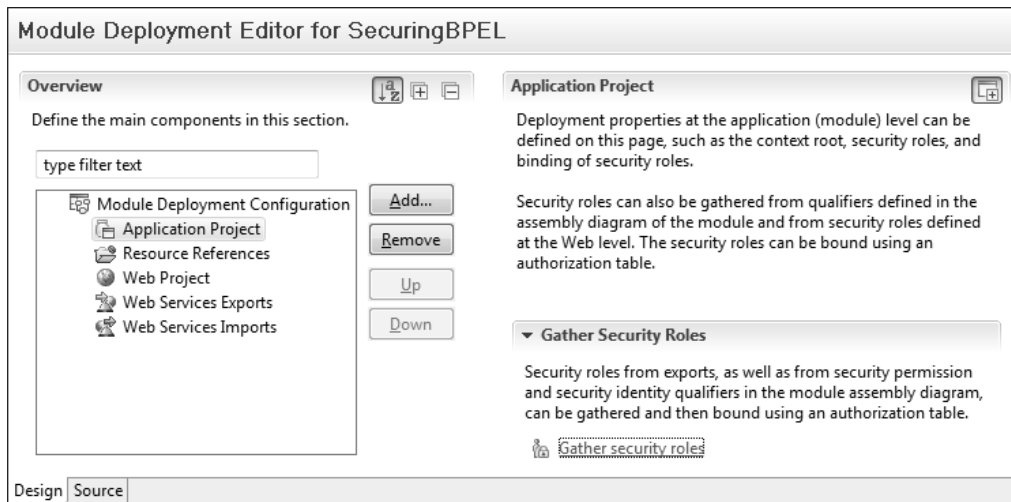 Module Deployment Editor for SecuringBPEL
Overview
Define the main components in this section.
type filter text
Module Deployment Configuration
Application Project
Resource References
Web Project
Web Services Exports
Web Services Imports
Add...
Remove
Up
Down
Application Project
Deployment properties at the application (module) level can be
defined on this page, such as the context root, security roles, and
binding of security roles.
Security roles can also be gathered from qualifiers defined in the
assembly diagram of the module and from security roles defined
at the Web level. The security roles can be bound using an
authorization table.
Gather Security Roles
Security roles from exports, as well as from security permission
and security identity qualifiers in the module assembly diagram,
can be gathered and then bound using an authorization table.
Gather security roles
Design Source